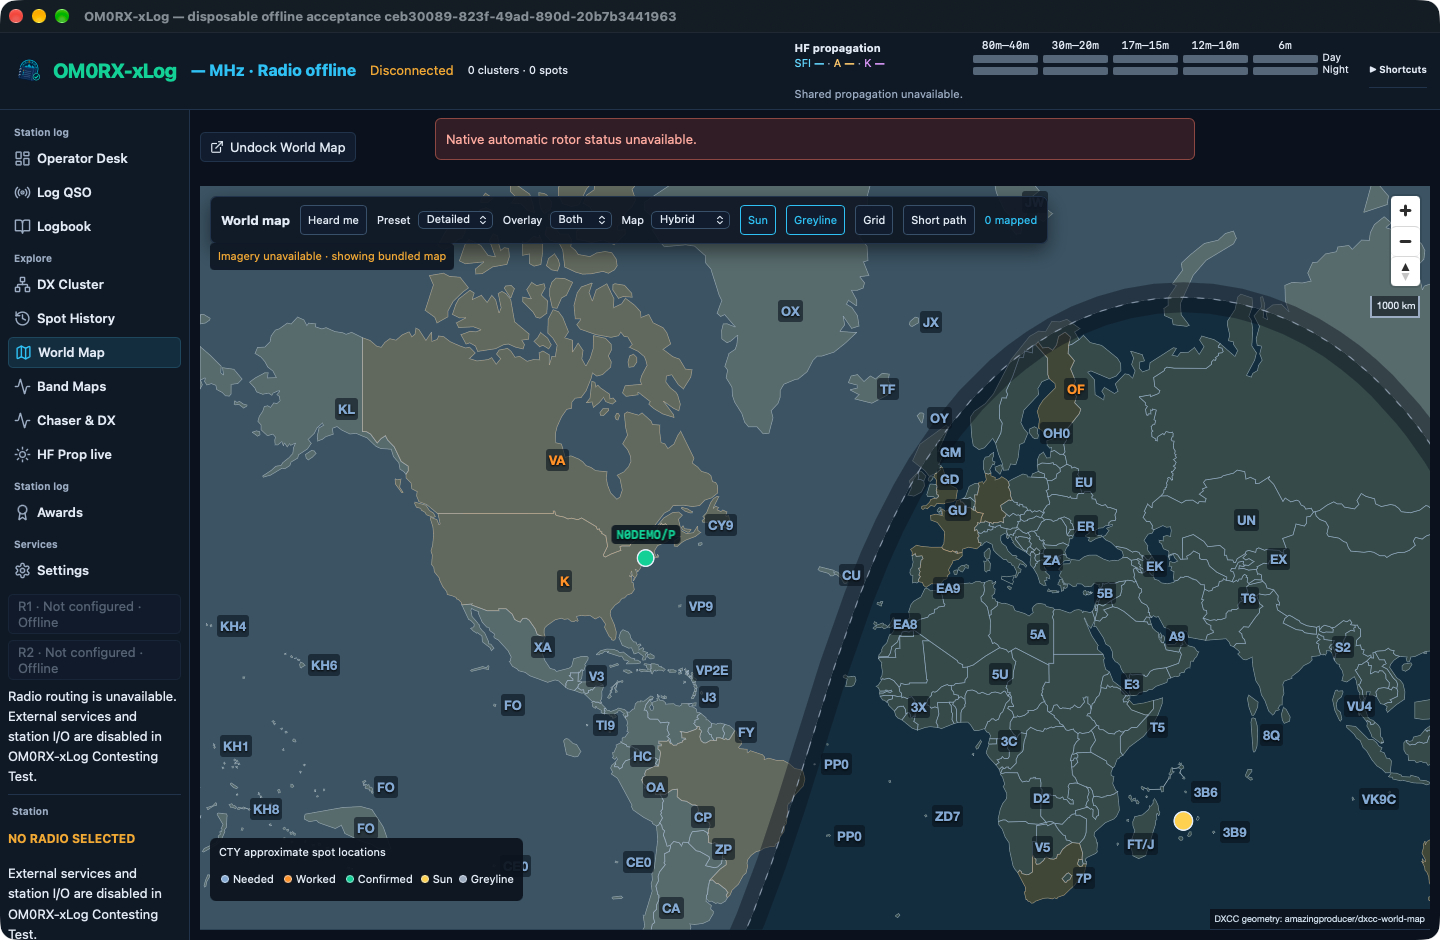 OM0RX-xLog — disposable offline acceptance ceb30089-823f-49ad-890d-20b7b3441963
OM0RX-xLog
— MHz · Radio offline
Disconnected
0 clusters · 0 spots
HF propagation
SFI — · A — · K —
Shared propagation unavailable.
80m–40m 30m–20m 17m–15m 12m–10m 6m
Day
Night
▶ Shortcuts
Station log
Operator Desk
Log QSO
Logbook
Explore
DX Cluster
Spot History
World Map
Band Maps
Chaser & DX
HF Prop live
Station log
Awards
Services
Settings
R1 · Not configured ·
Offline
R2 · Not configured ·
Offline
Radio routing is unavailable.
External services and
station I/O are disabled in
OM0RX-xLog Contesting
Test.
Station
NO RADIO SELECTED
External services and
station I/O are disabled in
OM0RX-xLog Contesting
Test.
Undock World Map
Native automatic rotor status unavailable.
World map
Heard me
Preset Detailed
Overlay Both
Map Hybrid
Sun
Greyline
Grid
Short path
0 mapped
JW
Imagery unavailable · showing bundled map
1000 km
OX
JX
TF
OF
KL
OY
OH0
GM
VA
GD
EU
GU
UN
CY9
ER
N0DEMO/P
ZA
EK
EX
CU
K
EA9
5B
T6
VP9
EA8
KH4
5A
A9
XA
S2
KH6
V3
VP2E
5U
E3
J3
FO
3X
VU4
TI9
FY
T5
8Q
KH1
3C
HC
PP0
FO
OA
3B6
D2
VK9C
KH8
CP
ZD7
FO
PP0
3B9
ZP
V5
FT/J
CE0
CE0
7P
CA
CTY approximate spot locations
Needed Worked Confirmed Sun Greyline
DXCC geometry: amazingproducer/dxcc-world-map